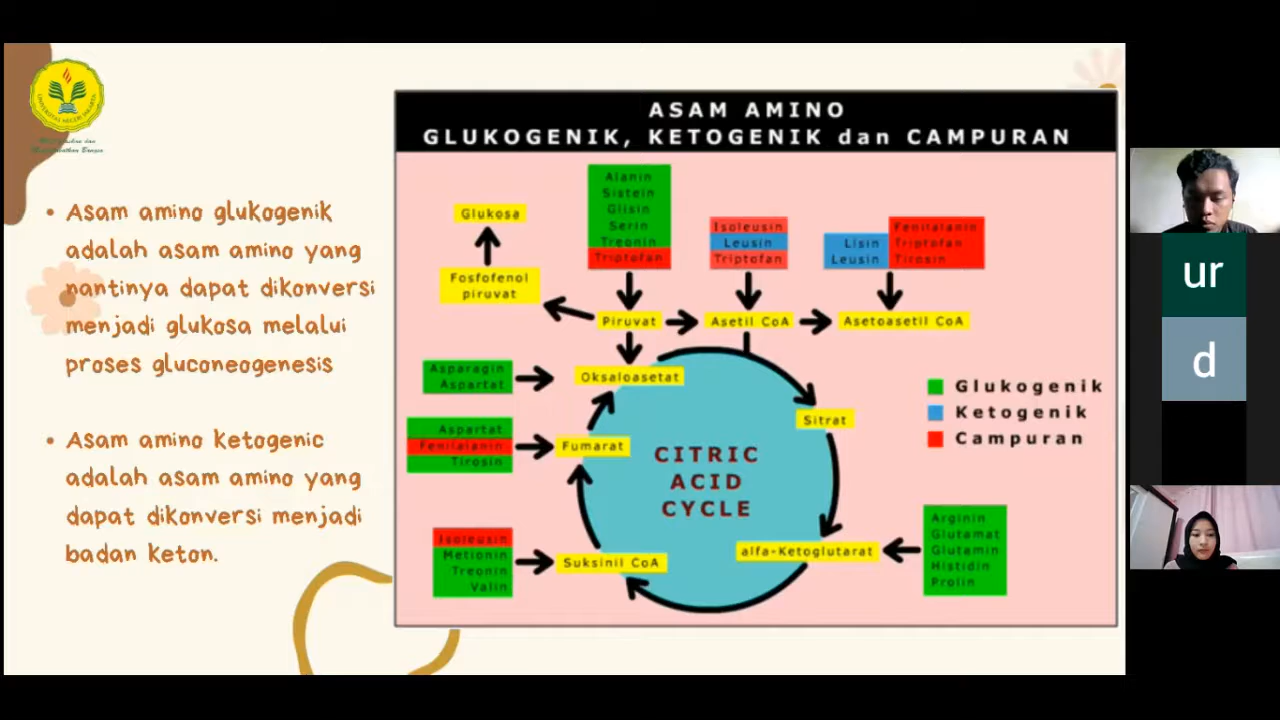 UNIVERSITAS NEGERI JAKARTA
• Asam amino glukogenik
adalah asam amino yang
nantinya dapat dikonversi
menjadi glukosa melalui
proses gluconeogenesis
• Asam amino ketogenic
adalah asam amino yang
dapat dikonversi menjadi
badan keton.
ASAM AMINO
GLUKOGENIK, KETOGENIK dan CAMPURAN
Glukosa
Fosfofenol
piruvat
Alanin
Sistein
Glisin
Serin
Treonin
Triptofan
Isoleusin
Leusin
Triptofan
Lisin
Leusin
Fenilalanin
Triptofan
Tirosin
Piruvat
Asetil CoA
Asetoasetil CoA
Asparagin
Aspartat
Oksaloasetat
Sitrat
Glukogenik
Ketogenik
Campuran
Aspartat
Fenilalanin
Tirosin
Fumarat
CITRIC
ACID
CYCLE
Isoleusin
Metionin
Treonin
Valin
Suksinil CoA
alfa-Ketoglutarat
Arginin
Glutamat
Glutamin
Histidin
Prolin
ur
d